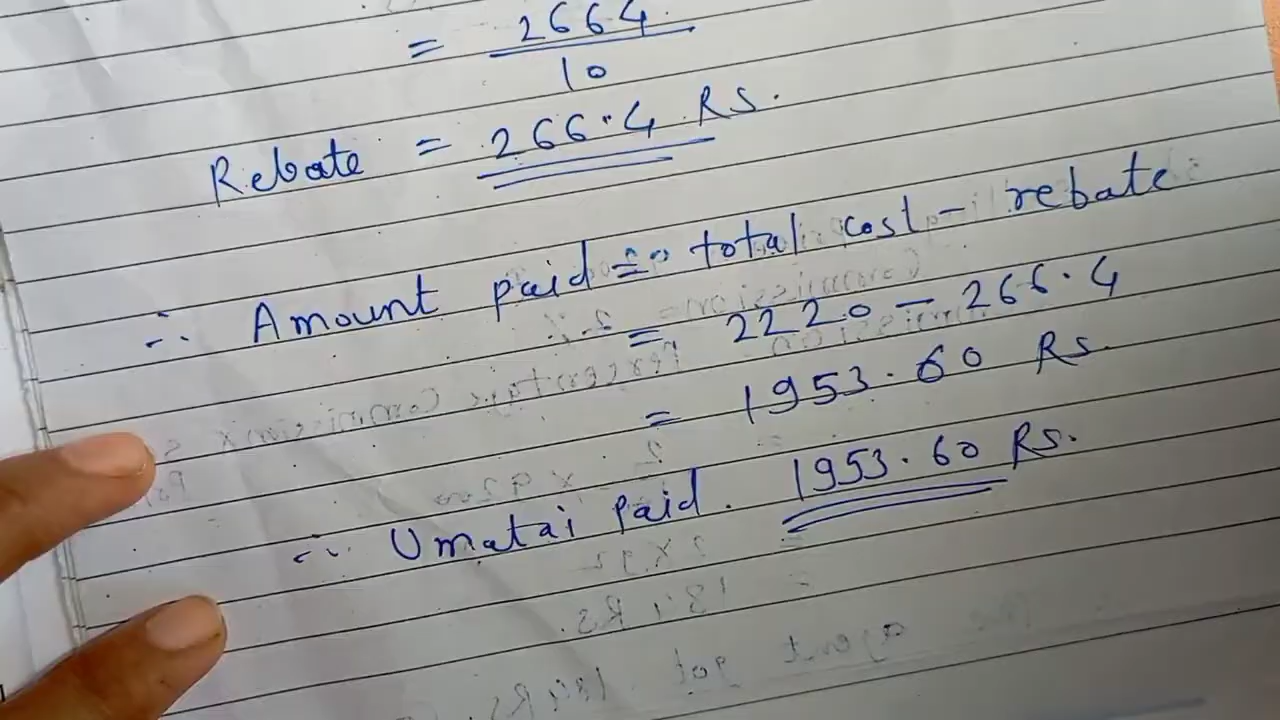 = 2664
10
Rebate = 266.4 Rs.
∴ Amount paid = total cost - rebate
= 2220 - 266.4
= 1953.60 Rs.
∴ Umatai paid. 1953.60 Rs.